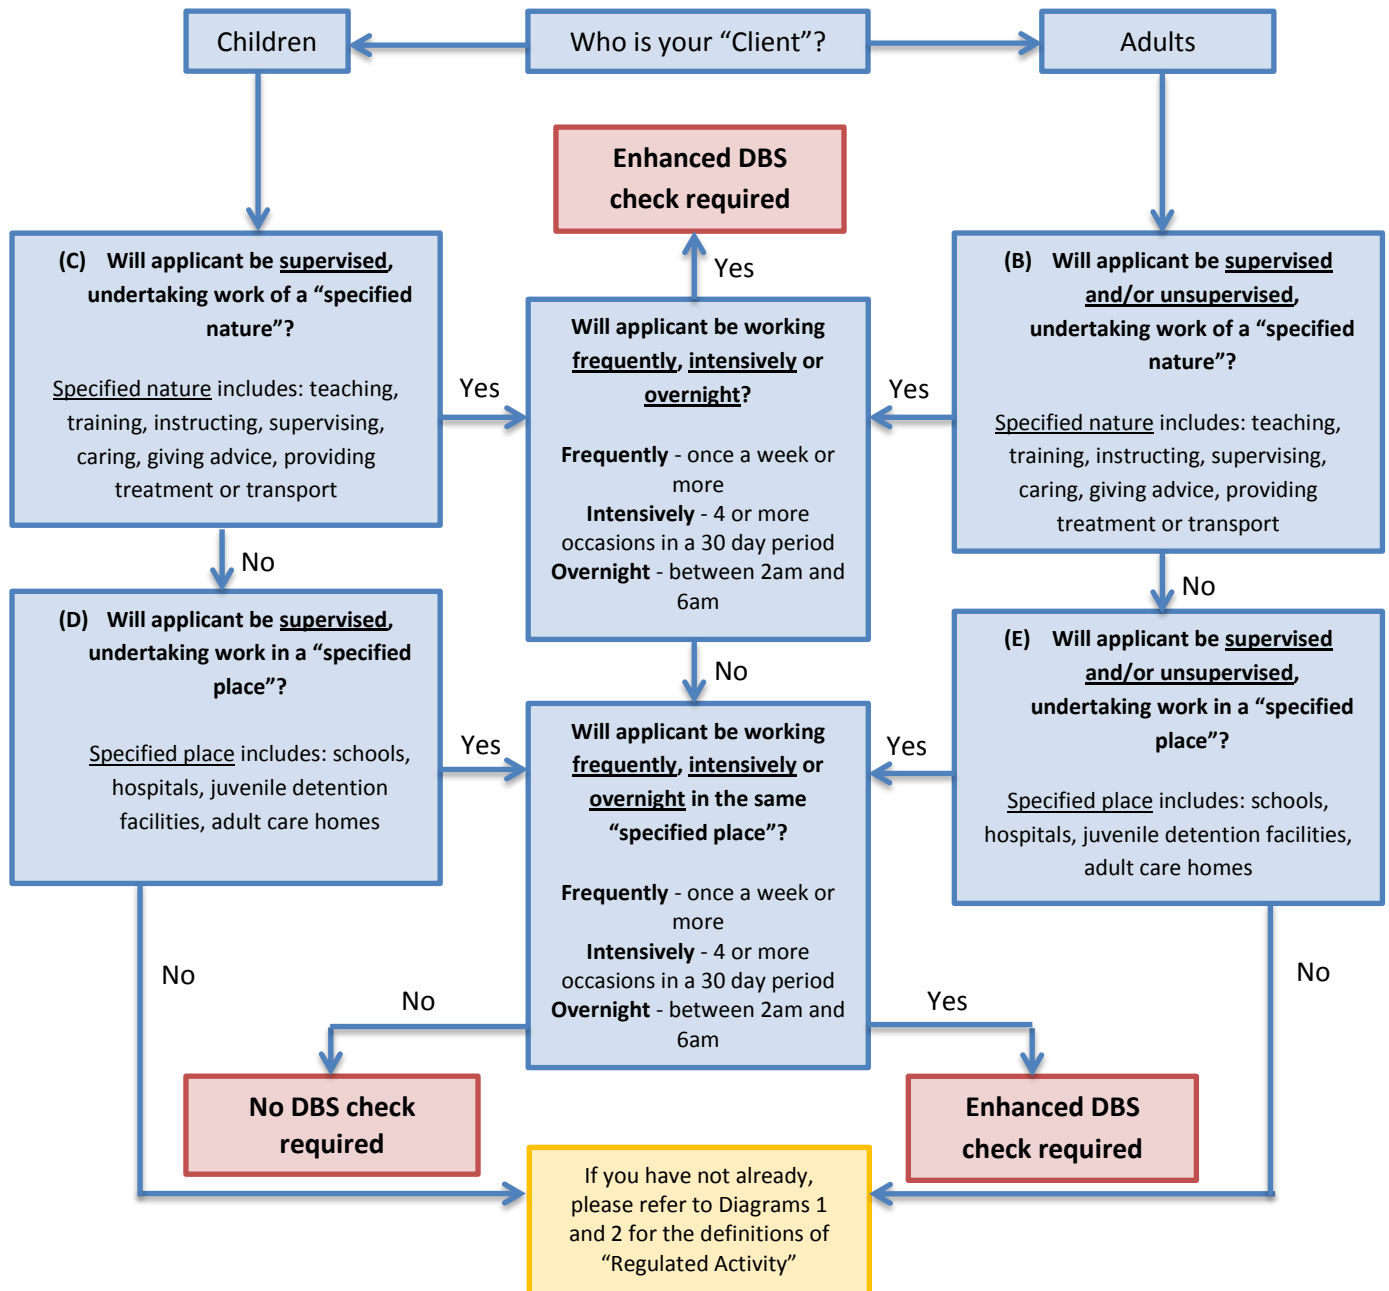 Children
Who is your “Client”?
Adults
Enhanced DBS
check required
Yes
(C) Will applicant be supervised,
undertaking work of a “specified
nature”?
Specified nature includes: teaching,
training, instructing, supervising,
caring, giving advice, providing
treatment or transport
Yes
Will applicant be working
frequently, intensively or
overnight?
Frequently - once a week or
more
Intensively - 4 or more
occasions in a 30 day period
Overnight - between 2am and
6am
Yes
(B) Will applicant be supervised
and/or unsupervised,
undertaking work of a “specified
nature”?
Specified nature includes: teaching,
training, instructing, supervising,
caring, giving advice, providing
treatment or transport
No
No
No
(D) Will applicant be supervised,
undertaking work in a “specified
place”?
Specified place includes: schools,
hospitals, juvenile detention
facilities, adult care homes
Yes
Will applicant be working
frequently, intensively or
overnight in the same
“specified place”?
Frequently - once a week or
more
Intensively - 4 or more
occasions in a 30 day period
Overnight - between 2am and
6am
Yes
(E) Will applicant be supervised
and/or unsupervised,
undertaking work in a “specified
place”?
Specified place includes: schools,
hospitals, juvenile detention facilities,
adult care homes
No
No
Yes
No
No DBS check
required
Enhanced DBS
check required
If you have not already,
please refer to Diagrams 1
and 2 for the definitions of
“Regulated Activity”